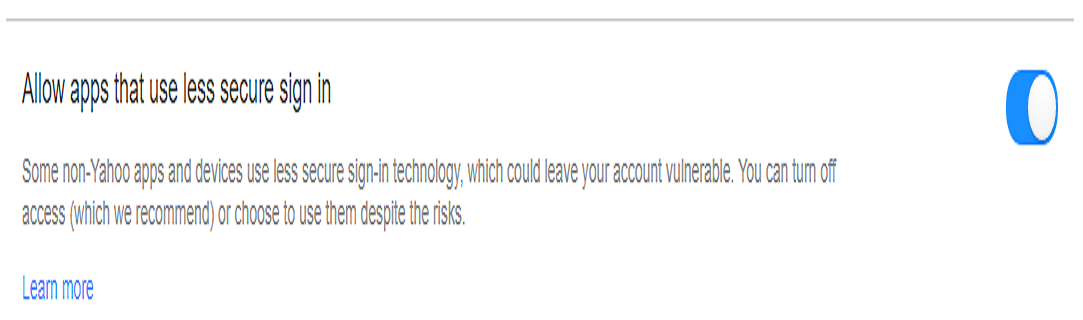 Allow apps that use less secure sign in
Some non-Yahoo apps and devices use less secure sign-in technology, which could leave your account vulnerable. You can turn off
access (which we recommend) or choose to use them despite the risks.
Learn more